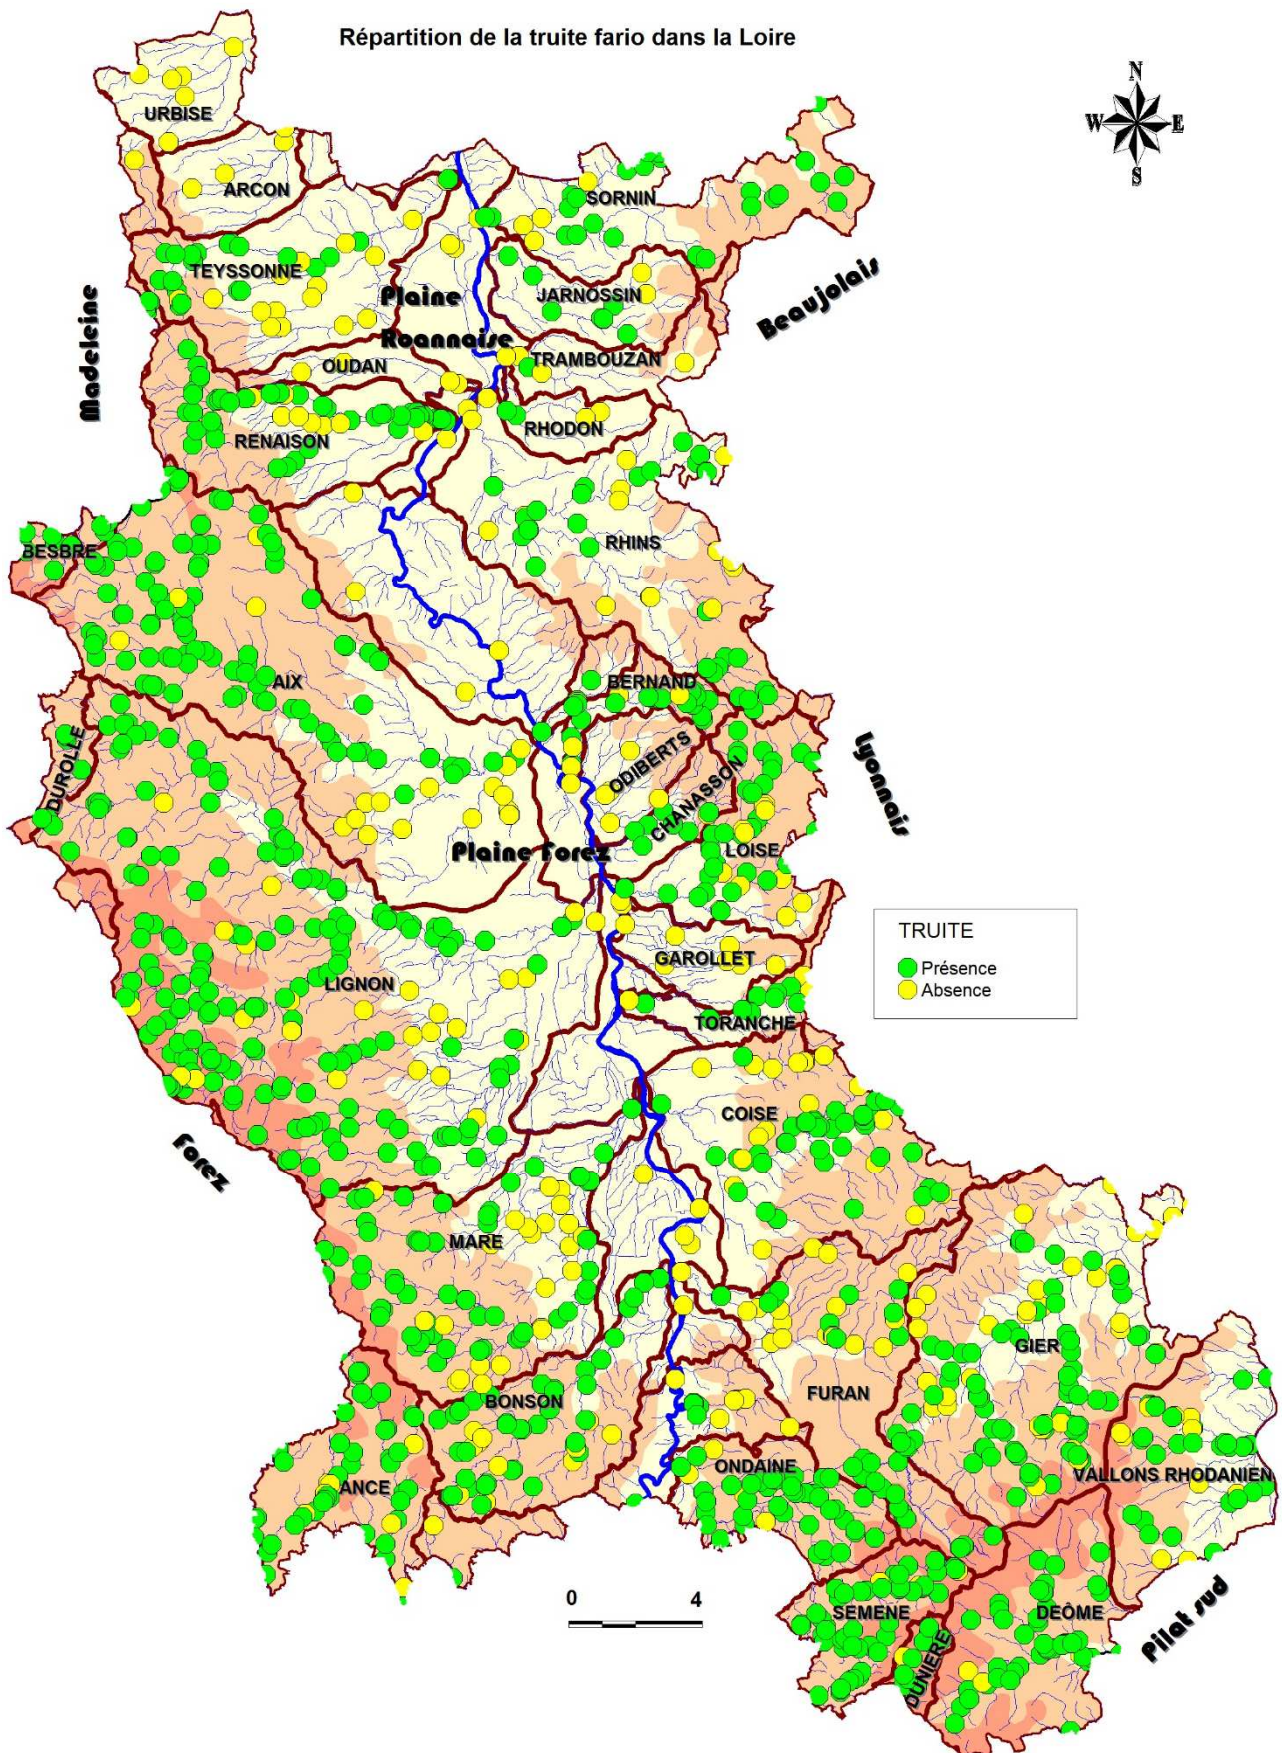 Répartition de la truite fario dans la Loire
N
W E
S
URBISE
ARCON
SORNIN
TEYSSONNE
Madeleine
Plaine
Roannaise
JARNOSSIN
Beaujolais
OUDAN
TRAMBOUZAN
RENAISON
RHODON
BESBRE
RHINS
AIX
BERNAND
DUROLLE
ODIBERTS
CHANASSON
Lyonnais
Plaine Forez
LOISE
TRUITE
Présence
Absence
GAROLLET
LIGNON
TORANCHE
COISE
Forez
MARE
GIER
BONSON
FURAN
ONDAINE
VALLONS RHODANIEN
ANCE
0 4
SEMENE
DEÔME
DUNIERE
Pilat sud